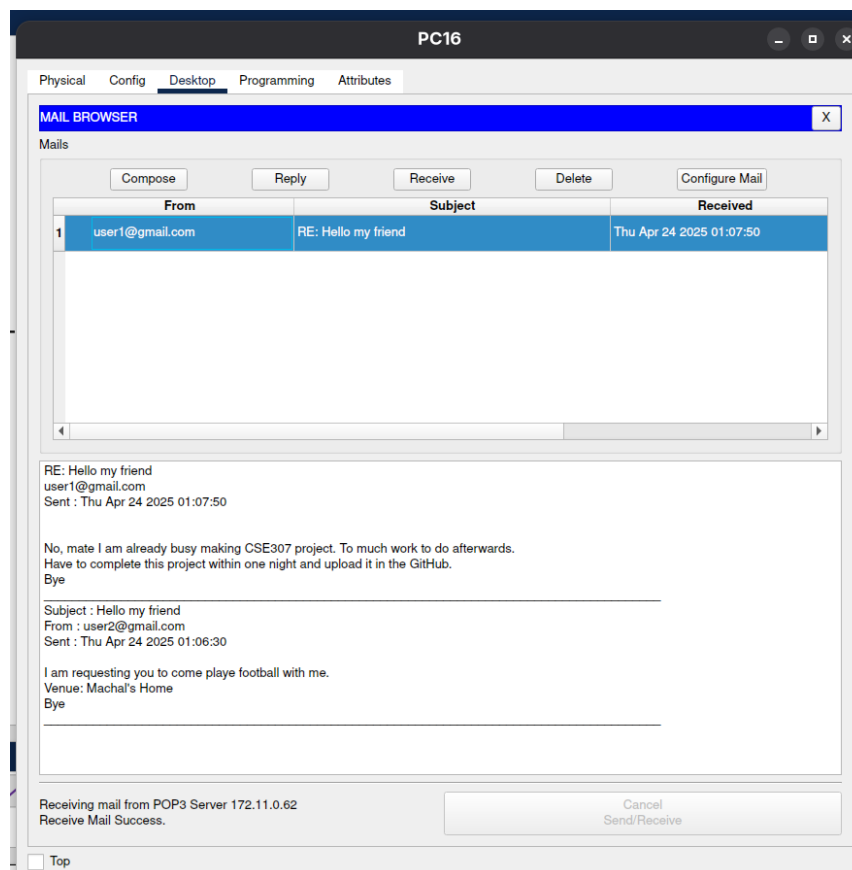 PC16
Physical Config Desktop Programming Attributes
MAIL BROWSER X
Mails
Compose Reply Receive Delete Configure Mail
From Subject Received
1 user1@gmail.com RE: Hello my friend Thu Apr 24 2025 01:07:50
RE: Hello my friend
user1@gmail.com
Sent : Thu Apr 24 2025 01:07:50
No, mate I am already busy making CSE307 project. To much work to do afterwards.
Have to complete this project within one night and upload it in the GitHub.
Bye
Subject : Hello my friend
From : user2@gmail.com
Sent : Thu Apr 24 2025 01:06:30
I am requesting you to come playe football with me.
Venue: Machal's Home
Bye
Receiving mail from POP3 Server 172.11.0.62
Receive Mail Success.
Cancel
Send/Receive
Top